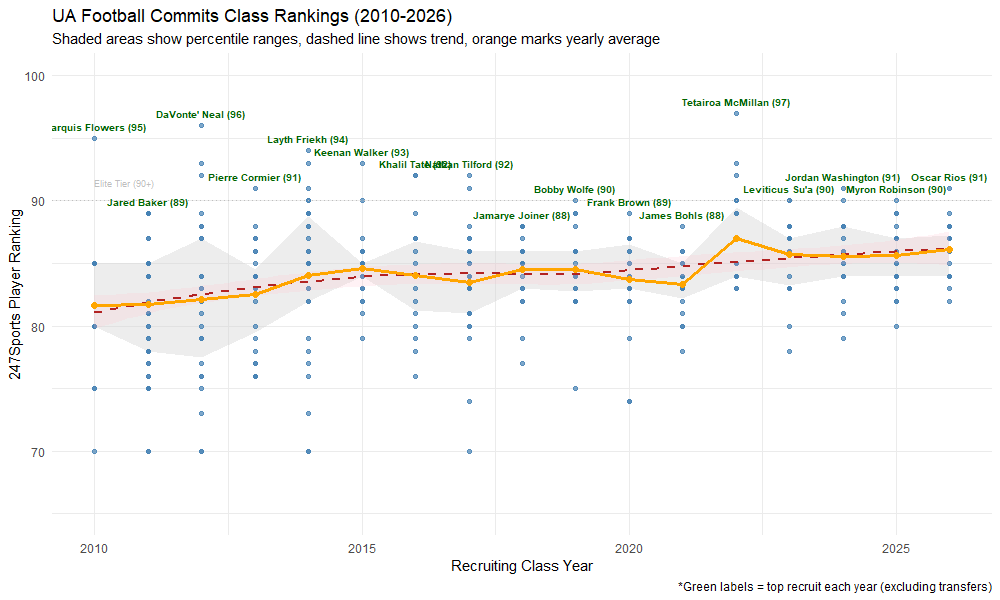 UA Football Commits Class Rankings (2010-2026)
Shaded areas show percentile ranges, dashed line shows trend, orange marks yearly average
100
Tetairoa McMillan (97)
DaVonte' Neal (96)
arquis Flowers (95)
Layth Friekh (94)
Keenan Walker (93)
Khalil Tate (92)
Nathan Tilford (92)
Elite Tier (90+)
Pierre Cormier (91)
Jordan Washington (91)
Oscar Rios (91)
Bobby Wolfe (90)
Leviticus Su'a (90)
Myron Robinson (90)
90
Jared Baker (89)
Frank Brown (89)
Jamarye Joiner (88)
James Bohls (88)
80
70
247Sports Player Ranking
2010
2015
2020
2025
Recruiting Class Year
*Green labels = top recruit each year (excluding transfers)